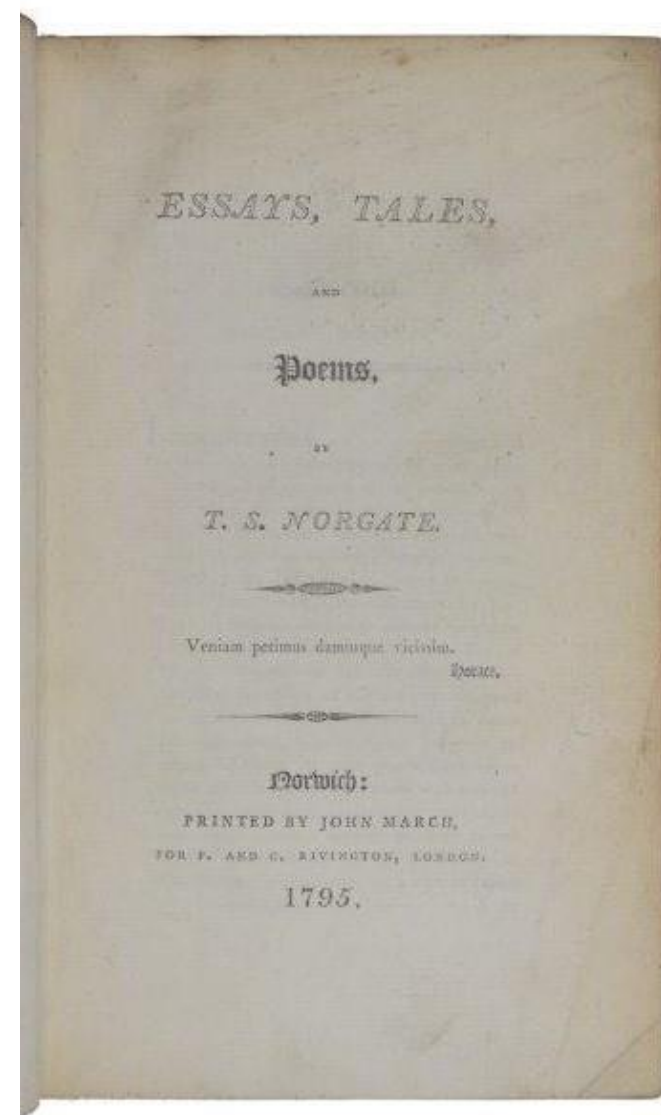 ESSAYS, TALES,
AND
Poems,
BY
T. S. NORGATE.
Veniam petimus damusque vicissim.
Horace.
Norwich:
PRINTED BY JOHN MARCH,
FOR F. AND C. RIVINGTON, LONDON.
1795.